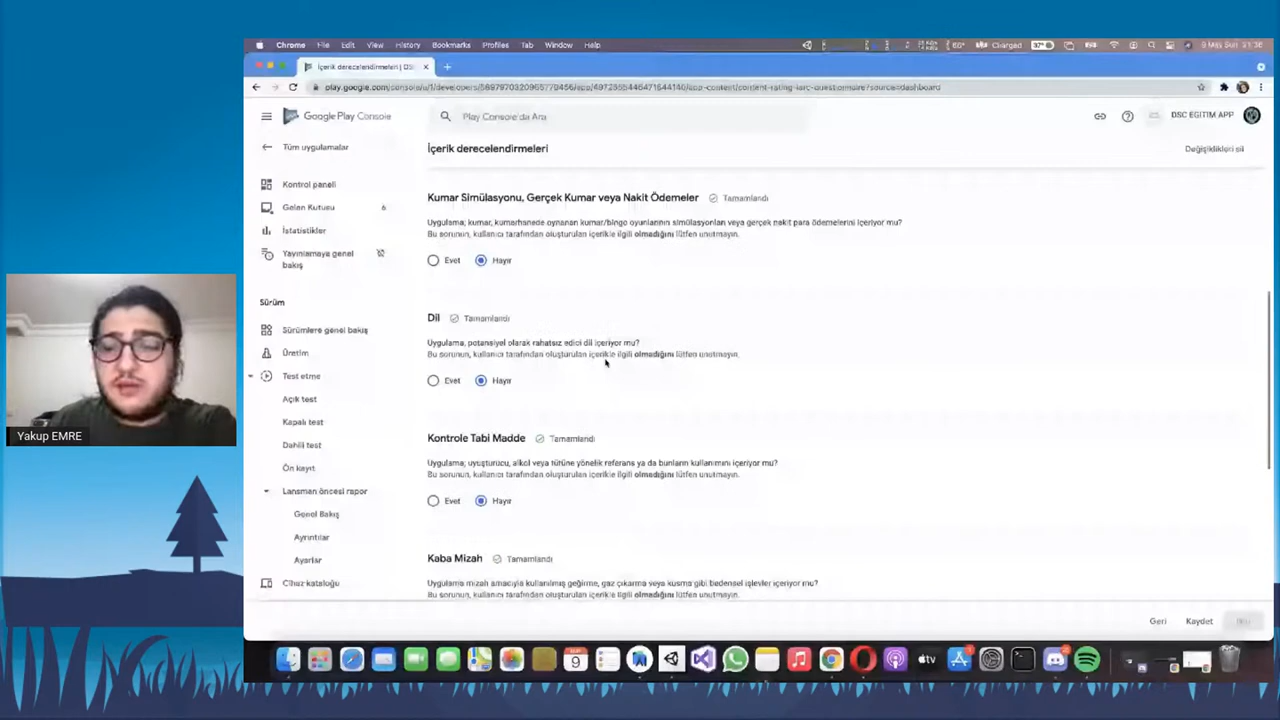 Chrome File Edit View History Bookmarks Profiles Tab Window Help
Charged
İçerik derecelendirmeleri | DSC
Google Play Console
Play Console'da Ara
DSC EGITIM APP
Tüm uygulamalar
İçerik derecelendirmeleri
Değişiklikleri sil
Kontrol paneli
Gelen Kutusu 6
İstatistikler
Yayınlamaya genel
bakış
Sürüm
Sürümlere genel bakış
Üretim
Test etme
Açık test
Kapalı test
Dahili test
Ön kayıt
Lansman öncesi rapor
Genel Bakış
Ayrıntılar
Ayarlar
Cihaz kataloğu
Kumar Simülasyonu, Gerçek Kumar veya Nakit Ödemeler Tamamlandı
Uygulama, kumar, kumarhanede oynanan kumar/bingo oyunlarının simülasyonları veya gerçek nakit para ödemelerini içeriyor mu?
Bu sorunun, kullanıcı tarafından oluşturulan içerikle ilgili olmadığını lütfen unutmayın.
Evet Hayır
Dil Tamamlandı
Uygulama, potansiyel olarak rahatsız edici dil içeriyor mu?
Bu sorunun, kullanıcı tarafından oluşturulan içerikle ilgili olmadığını lütfen unutmayın.
Evet Hayır
Kontrole Tabi Madde Tamamlandı
Uygulama; uyuşturucu, alkol veya tütüne yönelik referans ya da bunların kullanımını içeriyor mu?
Bu sorunun, kullanıcı tarafından oluşturulan içerikle ilgili olmadığını lütfen unutmayın.
Evet Hayır
Kaba Mizah Tamamlandı
Uygulama mizah amacıyla kullanılmış geğirme, gaz çıkarma veya kusma gibi bedensel işlevler içeriyor mu?
Bu sorunun, kullanıcı tarafından oluşturulan içerikle ilgili olmadığını lütfen unutmayın.
Geri Kaydet
Yakup EMRE
9
tv